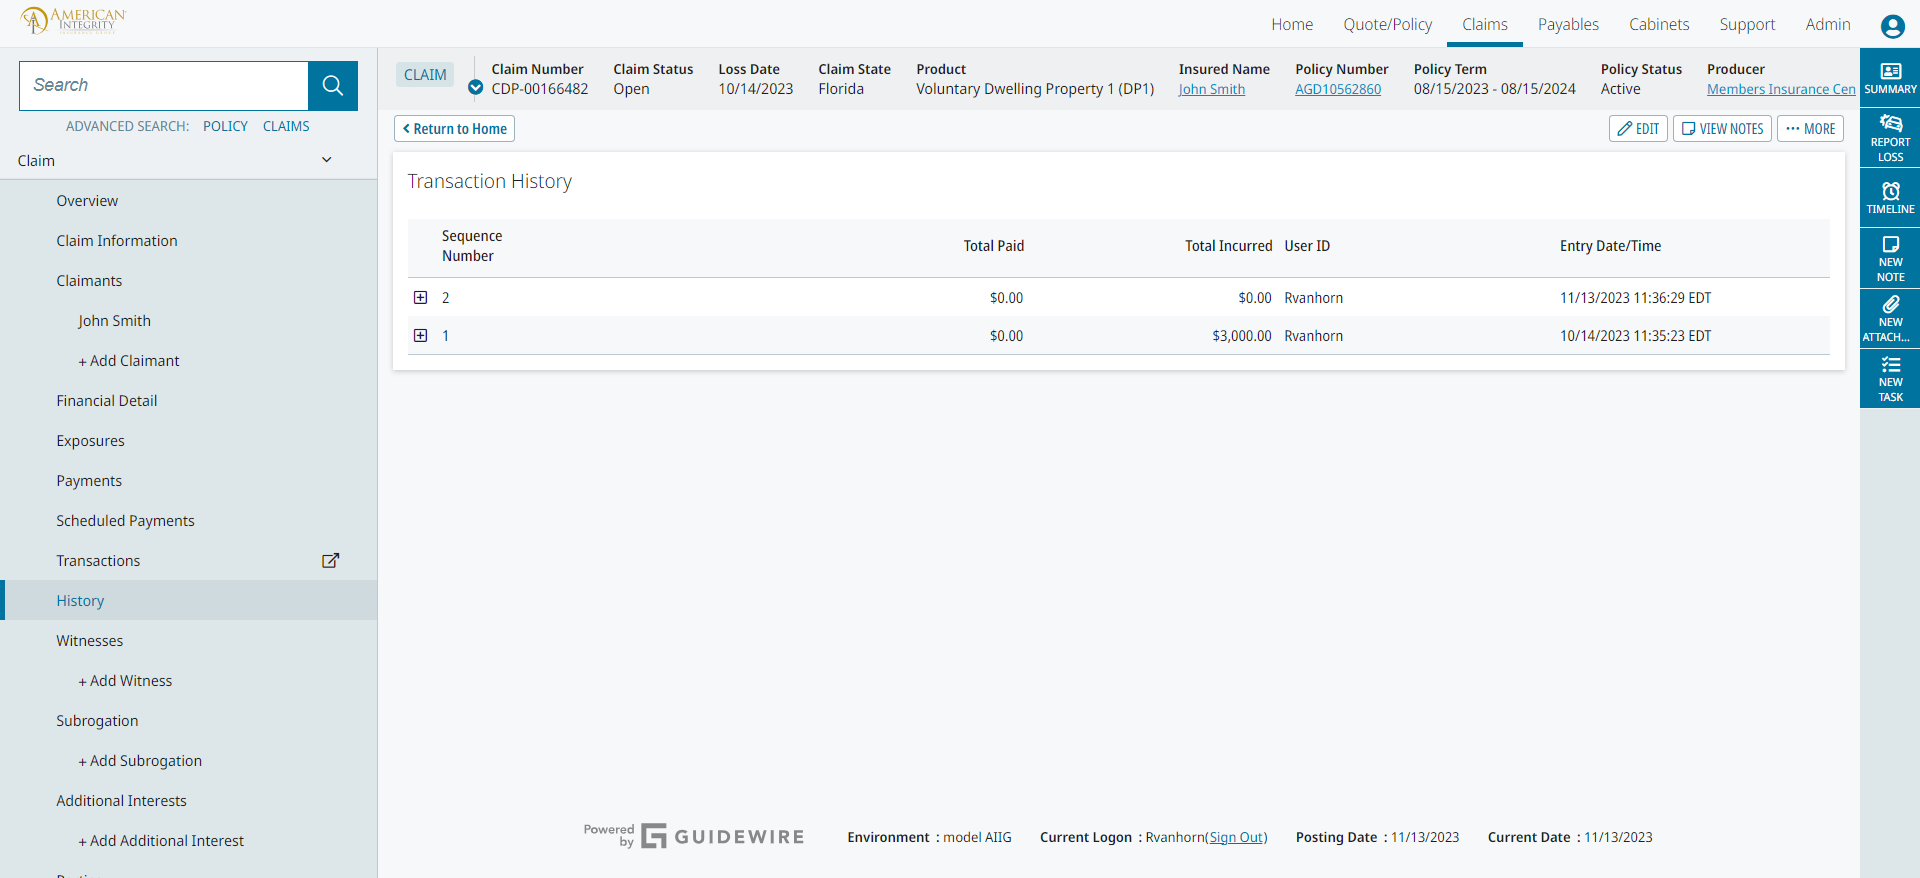 AMERICAN
INTEGRITY
Home Quote/Policy Claims Payables Cabinets Support Admin
Search
ADVANCED SEARCH: POLICY CLAIMS
Claim
Overview
Claim Information
Claimants
John Smith
+ Add Claimant
Financial Detail
Exposures
Payments
Scheduled Payments
Transactions
History
Witnesses
+ Add Witness
Subrogation
+ Add Subrogation
Additional Interests
+ Add Additional Interest
CLAIM
Claim Number Claim Status Loss Date Claim State Product Insured Name Policy Number Policy Term Policy Status Producer
CDP-00166482 Open 10/14/2023 Florida Voluntary Dwelling Property 1 (DP1) John Smith AGD10562860 08/15/2023 - 08/15/2024 Active Members Insurance Cen
Return to Home
EDIT VIEW NOTES ••• MORE
Transaction History
Sequence
Number Total Paid Total Incurred User ID Entry Date/Time
2 $0.00 $0.00 Rvanhorn 11/13/2023 11:36:29 EDT
1 $0.00 $3,000.00 Rvanhorn 10/14/2023 11:35:23 EDT
SUMMARY
REPORT
LOSS
TIMELINE
NEW
NOTE
NEW
ATTACH...
NEW
TASK
Powered
by GUIDEWIRE
Environment : model AIIG Current Logon : Rvanhorn(Sign Out) Posting Date : 11/13/2023 Current Date : 11/13/2023